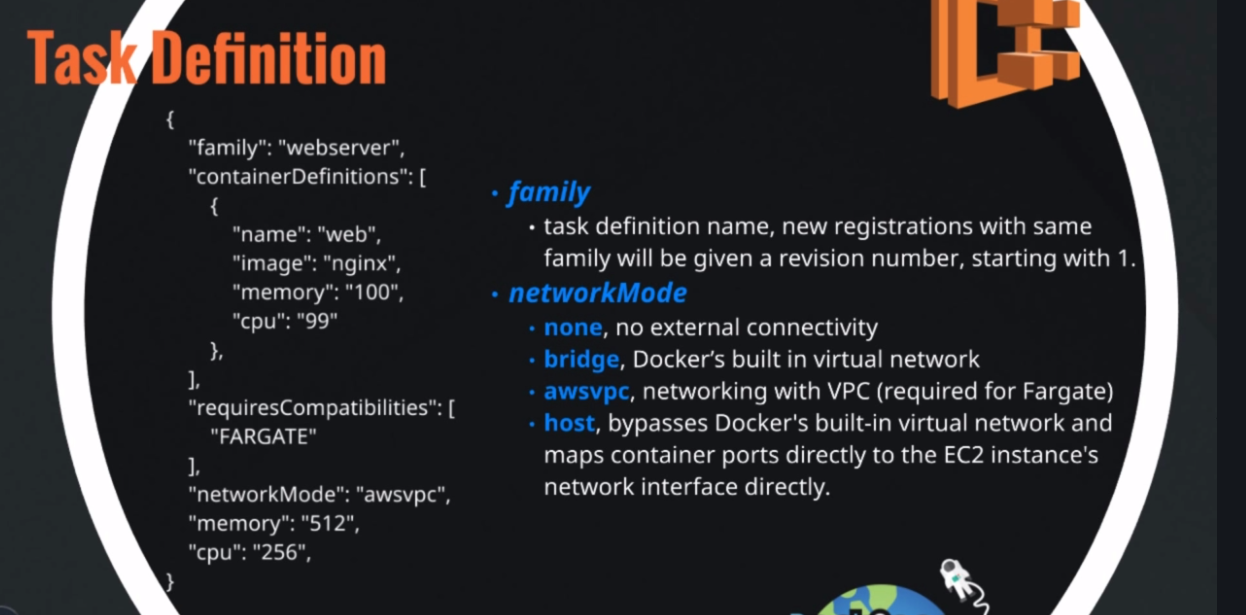 Task Definition
{
"family": "webserver",
"containerDefinitions": [
{
"name": "web",
"image": "nginx",
"memory": "100",
"cpu": "99"
},
],
"requiresCompatibilities": [
"FARGATE"
],
"networkMode": "awsvpc",
"memory": "512",
"cpu": "256",
}
• family
• task definition name, new registrations with same
family will be given a revision number, starting with 1.
• networkMode
• none, no external connectivity
• bridge, Docker’s built in virtual network
• awsvpc, networking with VPC (required for Fargate)
• host, bypasses Docker's built-in virtual network and
maps container ports directly to the EC2 instance's
network interface directly.